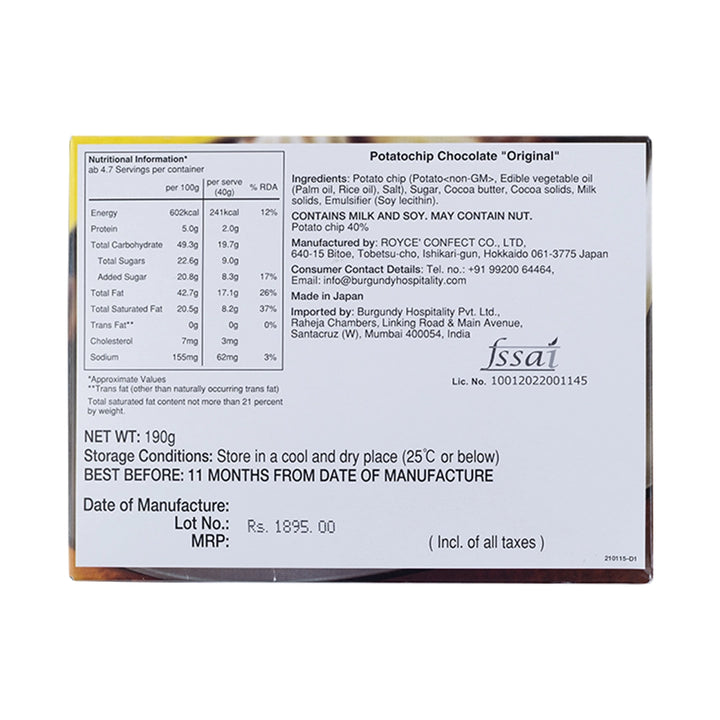 Nutritional Information*
ab 4.7 Servings per container
per 100g per serve (40g) % RDA
Energy 602kcal 241kcal 12%
Protein 5.0g 2.0g
Total Carbohydrate 49.3g 19.7g
Total Sugars 22.6g 9.0g
Added Sugar 20.8g 8.3g 17%
Total Fat 42.7g 17.1g 26%
Total Saturated Fat 20.5g 8.2g 37%
Trans Fat** 0g 0g 0%
Cholesterol 7mg 3mg
Sodium 155mg 62mg 3%
*Approximate Values
**Trans fat (other than naturally occurring trans fat)
Total saturated fat content not more than 21 percent
by weight.
Potatochip Chocolate "Original"
Ingredients: Potato chip (Potato<non-GM>, Edible vegetable oil
(Palm oil, Rice oil), Salt), Sugar, Cocoa butter, Cocoa solids, Milk
solids, Emulsifier (Soy lecithin).
CONTAINS MILK AND SOY. MAY CONTAIN NUT.
Potato chip 40%
Manufactured by: ROYCE' CONFECT CO., LTD,
640-15 Bitoe, Tobetsu-cho, Ishikari-gun, Hokkaido 061-3775 Japan
Consumer Contact Details: Tel. no.: +91 99200 64464,
Email: info@burgundyhospitality.com
Made in Japan
Imported by: Burgundy Hospitality Pvt. Ltd.,
Raheja Chambers, Linking Road & Main Avenue,
Santacruz (W), Mumbai 400054, India
fssai
Lic. No. 10012022001145
NET WT: 190g
Storage Conditions: Store in a cool and dry place (25℃ or below)
BEST BEFORE: 11 MONTHS FROM DATE OF MANUFACTURE
Date of Manufacture:
Lot No.: Rs. 1895.00
MRP: ( Incl. of all taxes )
210115-D1